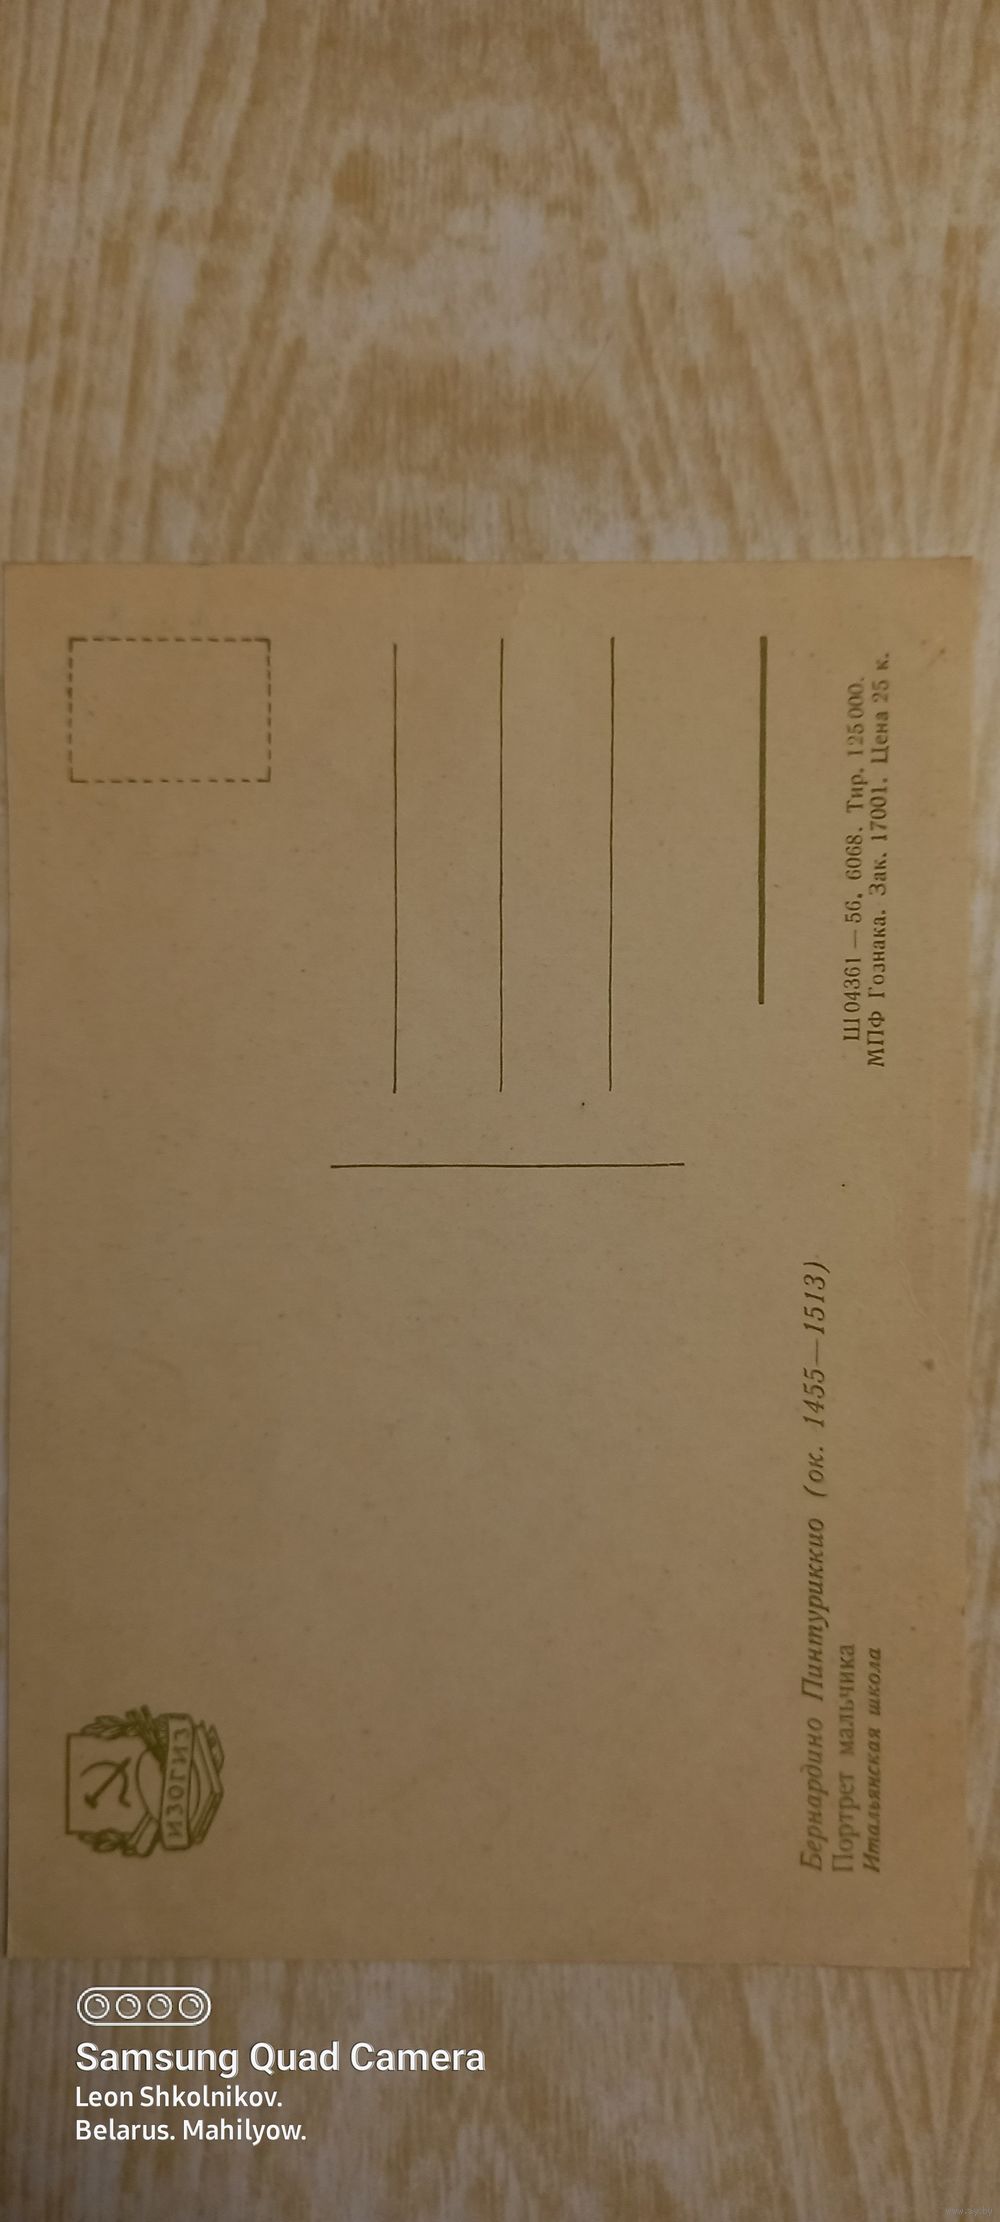 ИЗОГИЗ
Бернардино Пинтуриккио (ок. 1455—1513)
Портрет мальчика
Итальянская школа
Ш04361 — 56. 6068. Тир. 125 000.
МПФ Гознака. Зак. 17001. Цена 25 к.
Samsung Quad Camera
Leon Shkolnikov.
Belarus. Mahilyow.